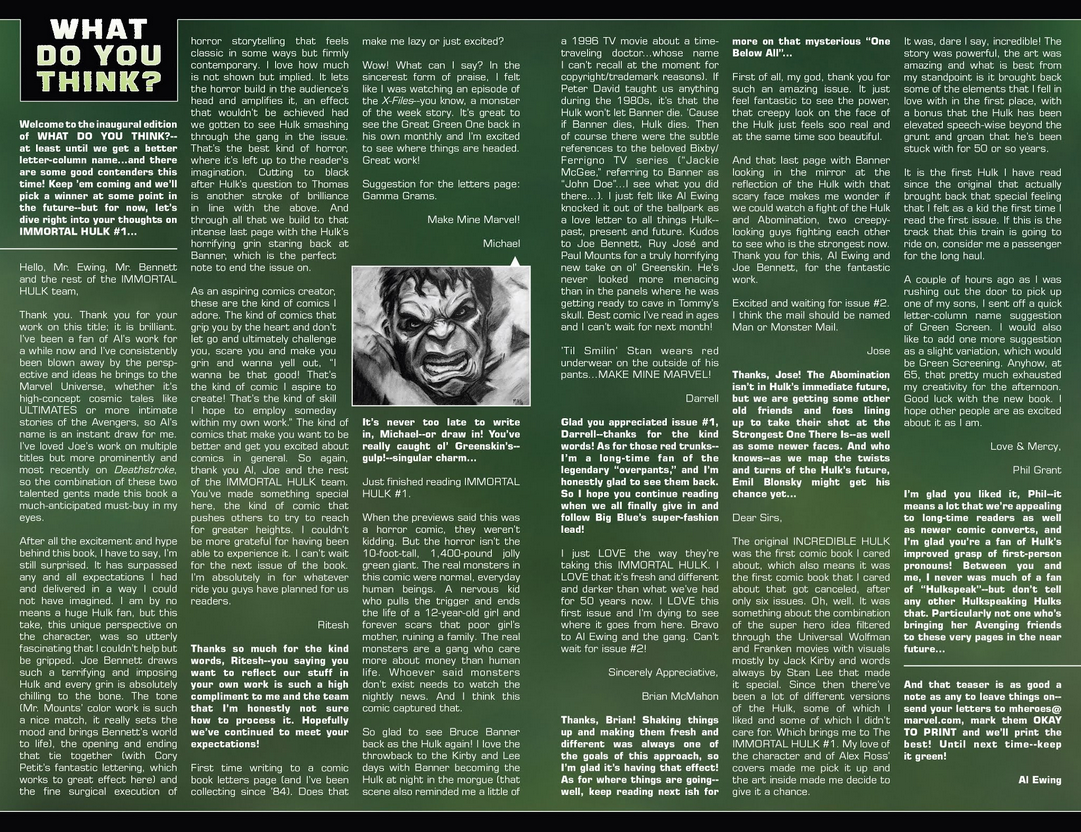 WHAT
DO YOU
THINK?
Welcome to the inaugural edition
of WHAT DO YOU THINK?--
at least until we get a better
letter-column name...and there
are some good contenders this
time! Keep 'em coming and we'll
pick a winner at some point in
the future--but for now, let's
dive right into your thoughts on
IMMORTAL HULK #1...
Hello, Mr. Ewing, Mr. Bennett
and the rest of the IMMORTAL
HULK team,
Thank you. Thank you for your
work on this title; it is brilliant.
I've been a fan of Al's work for
a while now and I've consistently
been blown away by the persp-
ective and ideas he brings to the
Marvel Universe, whether it's
high-concept cosmic tales like
ULTIMATES or more intimate
stories of the Avengers, so Al's
name is an instant draw for me.
I've loved Joe's work on multiple
titles but more prominently and
most recently on Deathstroke,
so the combination of these two
talented gents made this book a
much-anticipated must-buy in my
eyes.
After all the excitement and hype
behind this book, I have to say, I'm
still surprised. It has surpassed
any and all expectations I had
and delivered in a way I could
not have imagined. I am by no
means a huge Hulk fan, but this
take, this unique perspective on
the character, was so utterly
fascinating that I couldn't help but
be gripped. Joe Bennett draws
such a terrifying and imposing
Hulk and every grin is absolutely
chilling to the bone. The tone
(Mr. Mounts' color work is such
a nice match, it really sets the
mood and brings Bennett's world
to life), the opening and ending
that tie together (with Cory
Petit's fantastic lettering, which
works to great effect here) and
the fine surgical execution of
horror storytelling that feels
classic in some ways but firmly
contemporary. I love how much
is not shown but implied. It lets
the horror build in the audience's
head and amplifies it, an effect
that wouldn't be achieved had
we gotten to see Hulk smashing
through the gang in the issue.
That's the best kind of horror,
where it's left up to the reader's
imagination. Cutting to black
after Hulk's question to Thomas
is another stroke of brilliance
in line with the above. And
through all that we build to that
intense last page with the Hulk's
horrifying grin staring back at
Banner, which is the perfect
note to end the issue on.
As an aspiring comics creator,
these are the kind of comics I
adore. The kind of comics that
grip you by the heart and don't
let go and ultimately challenge
you, scare you and make you
grin and wanna yell out, "I
wanna be that good! That's
the kind of comic I aspire to
create! That's the kind of skill
I hope to employ someday
within my own work." The kind of
comics that make you want to be
better and get you excited about
comics in general. So again,
thank you Al, Joe and the rest
of the IMMORTAL HULK team.
You've made something special
here, the kind of comic that
pushes others to try to reach
for greater heights. I couldn't
be more grateful for having been
able to experience it. I can't wait
for the next issue of the book.
I'm absolutely in for whatever
ride you guys have planned for us
readers.
Ritesh
Thanks so much for the kind
words, Ritesh--you saying you
want to reflect our stuff in
your own work is such a high
compliment to me and the team
that I'm honestly not sure
how to process it. Hopefully
we've continued to meet your
expectations!
First time writing to a comic
book letters page (and I've been
collecting since '84). Does that
make me lazy or just excited?
Wow! What can I say? In the
sincerest form of praise, I felt
like I was watching an episode of
the X-Files--you know, a monster
of the week story. It's great to
see the Great Green One back in
his own monthly and I'm excited
to see where things are headed.
Great work!
Suggestion for the letters page:
Gamma Grams.
Make Mine Marvel!
Michael
It's never too late to write
in, Michael--or draw in! You've
really caught ol' Greenskin's--
gulp!--singular charm...
Just finished reading IMMORTAL
HULK #1.
When the previews said this was
a horror comic, they weren't
kidding. But the horror isn't the
10-foot-tall, 1,400-pound jolly
green giant. The real monsters in
this comic were normal, everyday
human beings. A nervous kid
who pulls the trigger and ends
the life of a 12-year-old girl and
forever scars that poor girl's
mother, ruining a family. The real
monsters are a gang who care
more about money than human
life. Whoever said monsters
don't exist needs to watch the
nightly news. And I think this
comic captured that.
So glad to see Bruce Banner
back as the Hulk again! I love the
throwback to the Kirby and Lee
days with Banner becoming the
Hulk at night in the morgue (that
scene also reminded me a little of
a 1996 TV movie about a time-
traveling doctor...whose name
I can't recall at the moment for
copyright/trademark reasons). If
Peter David taught us anything
during the 1980s, it's that the
Hulk won't let Banner die. 'Cause
if Banner dies, Hulk dies. Then
of course there were the subtle
references to the beloved Bixby/
Ferrigno TV series ("Jackie
McGee," referring to Banner as
"John Doe"...I see what you did
there...). I just felt like Al Ewing
knocked it out of the ballpark as
a love letter to all things Hulk--
past, present and future. Kudos
to Joe Bennett, Ruy José and
Paul Mounts for a truly horrifying
new take on ol' Greenskin. He's
never looked more menacing
than in the panels where he was
getting ready to cave in Tommy's
skull. Best comic I've read in ages
and I can't wait for next month!
'Til Smilin' Stan wears red
underwear on the outside of his
pants...MAKE MINE MARVEL!
Darrell
Glad you appreciated issue #1,
Darrell--thanks for the kind
words! As for those red trunks--
I'm a long-time fan of the
legendary "overpants," and I'm
honestly glad to see them back.
So I hope you continue reading
when we all finally give in and
follow Big Blue's super-fashion
lead!
I just LOVE the way they're
taking this IMMORTAL HULK. I
LOVE that it's fresh and different
and darker than what we've had
for 50 years now. I LOVE this
first issue and I'm dying to see
where it goes from here. Bravo
to Al Ewing and the gang. Can't
wait for issue #2!
Sincerely Appreciative,
Brian McMahon
Thanks, Brian! Shaking things
up and making them fresh and
different was always one of
the goals of this approach, so
I'm glad it's having that effect!
As for where things are going--
well, keep reading next ish for
more on that mysterious "One
Below All"...
First of all, my god, thank you for
such an amazing issue. It just
feel fantastic to see the power,
that creepy look on the face of
the Hulk just feels soo real and
at the same time soo beautiful.
And that last page with Banner
looking in the mirror at the
reflection of the Hulk with that
scary face makes me wonder if
we could watch a fight of the Hulk
and Abomination, two creepy-
looking guys fighting each other
to see who is the strongest now.
Thank you for this, Al Ewing and
Joe Bennett, for the fantastic
work.
Excited and waiting for issue #2.
I think the mail should be named
Man or Monster Mail.
Jose
Thanks, Jose! The Abomination
isn't in Hulk's immediate future,
but we are getting some other
old friends and foes lining
up to take their shot at the
Strongest One There Is--as well
as some newer faces. And who
knows--as we map the twists
and turns of the Hulk's future,
Emil Blonsky might get his
chance yet...
Dear Sirs,
The original INCREDIBLE HULK
was the first comic book I cared
about, which also means it was
the first comic book that I cared
about that got canceled, after
only six issues. Oh, well. It was
something about the combination
of the super hero idea filtered
through the Universal Wolfman
and Franken movies with visuals
mostly by Jack Kirby and words
always by Stan Lee that made
it special. Since then there've
been a lot of different versions
of the Hulk, some of which I
liked and some of which I didn't
care for. Which brings me to The
IMMORTAL HULK #1. My love of
the character and of Alex Ross'
covers made me pick it up and
the art inside made me decide to
give it a chance.
It was, dare I say, incredible! The
story was powerful, the art was
amazing and what is best from
my standpoint is it brought back
some of the elements that I fell in
love with in the first place, with
a bonus that the Hulk has been
elevated speech-wise beyond the
grunt and groan that he's been
stuck with for 50 or so years.
It is the first Hulk I have read
since the original that actually
brought back that special feeling
that I felt as a kid the first time I
read the first issue. If this is the
track that this train is going to
ride on, consider me a passenger
for the long haul.
A couple of hours ago as I was
rushing out the door to pick up
one of my sons, I sent off a quick
letter-column name suggestion
of Green Screen. I would also
like to add one more suggestion
as a slight variation, which would
be Green Screening. Anyhow, at
65, that pretty much exhausted
my creativity for the afternoon.
Good luck with the new book. I
hope other people are as excited
about it as I am.
Love & Mercy,
Phil Grant
I'm glad you liked it, Phil--it
means a lot that we're appealing
to long-time readers as well
as newer comic converts, and
I'm glad you're a fan of Hulk's
improved grasp of first-person
pronouns! Between you and
me, I never was much of a fan
of "Hulkspeak"--but don't tell
any other Hulkspeaking Hulks
that. Particularly not one who's
bringing her Avenging friends
to these very pages in the near
future...
And that teaser is as good a
note as any to leave things on--
send your letters to mheroes@
marvel.com, mark them OKAY
TO PRINT and we'll print the
best! Until next time--keep
it green!
Al Ewing